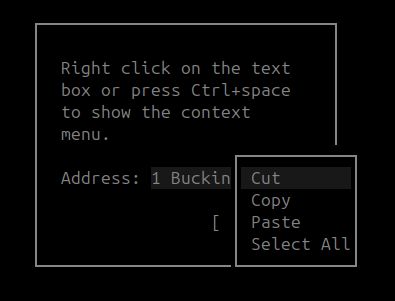 Right click on the text
box or press Ctrl+space
to show the context
menu.
Address: 1 Buckin
[
Cut
Copy
Paste
Select All